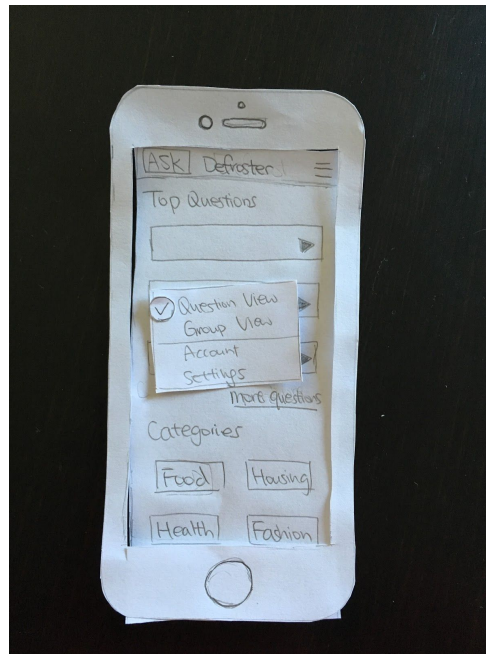 ASK Defroster
Top Questions
Question View
Group View
Account
Settings
More questions
Categories
Food Housing
Health Fashion